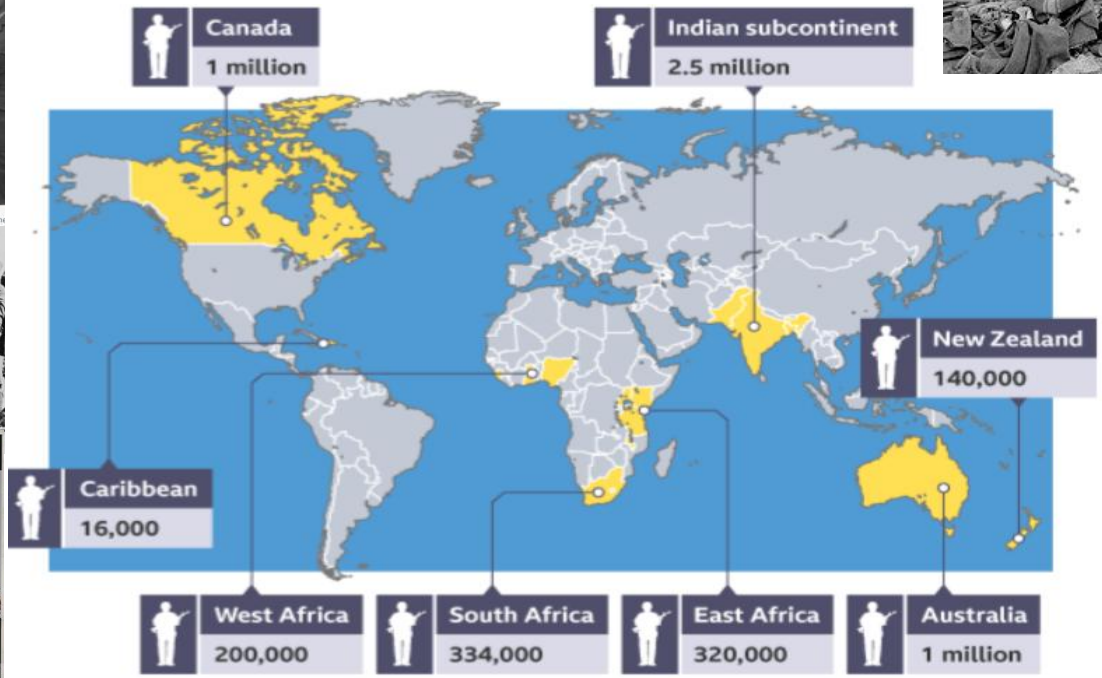 Canada
1 million
Indian subcontinent
2.5 million
New Zealand
140,000
Caribbean
16,000
West Africa
200,000
South Africa
334,000
East Africa
320,000
Australia
1 million